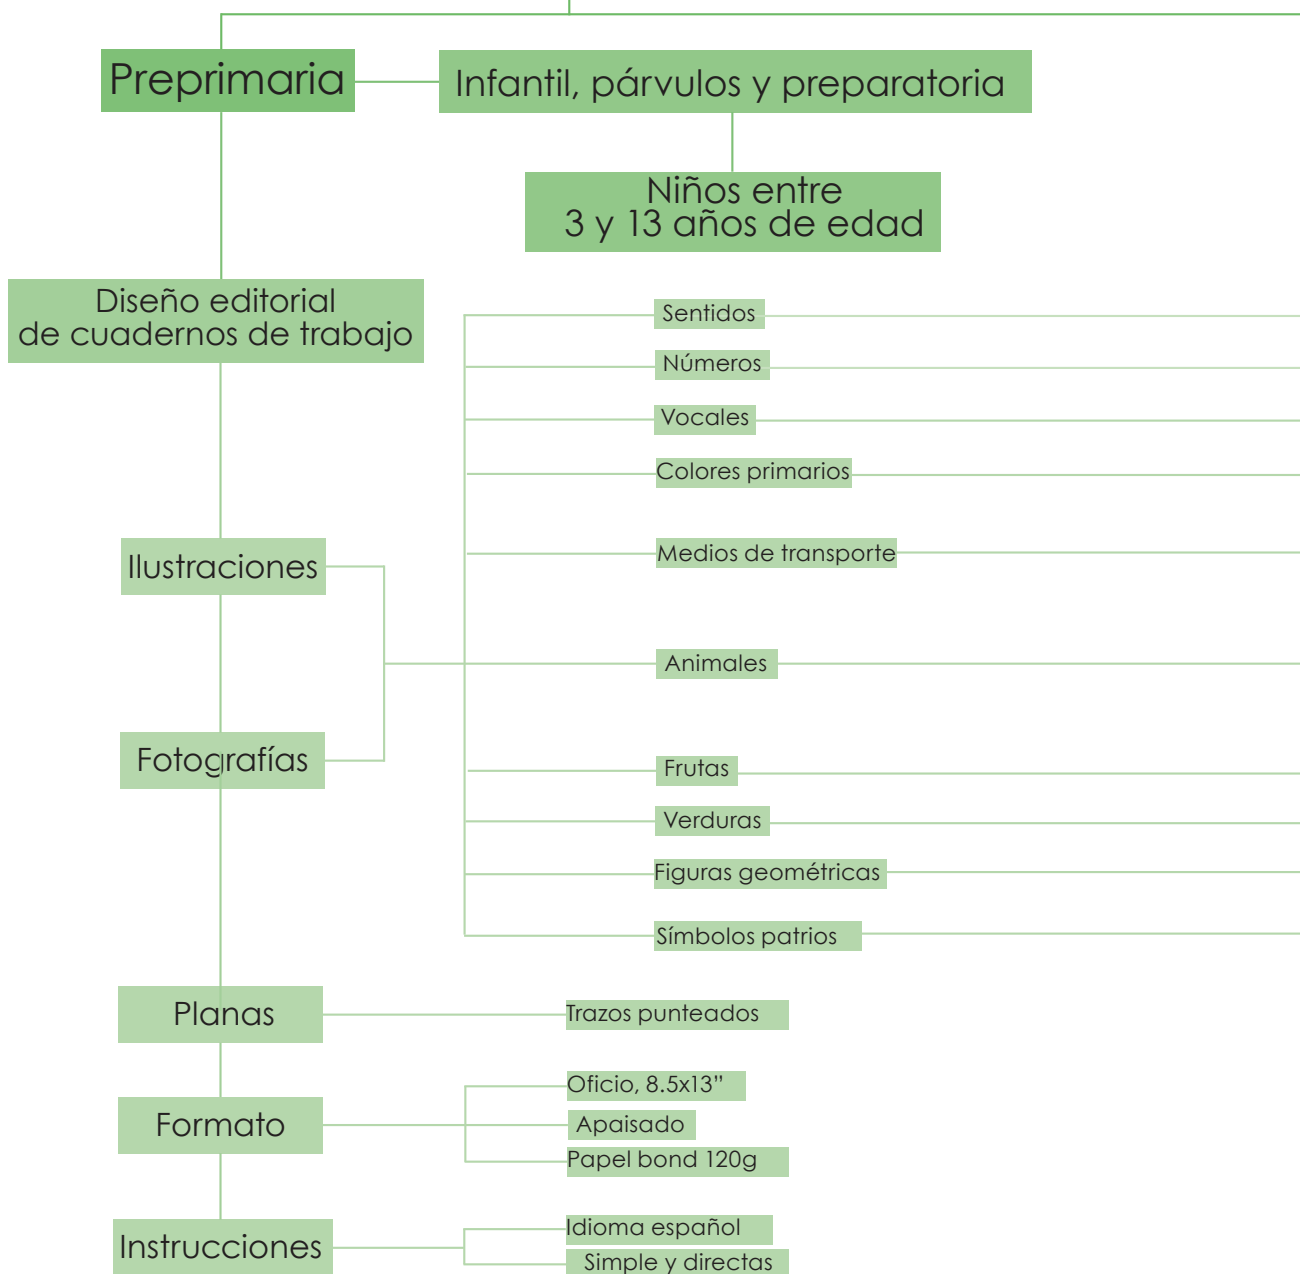 Preprimaria
Infantil, párvulos y preparatoria
Niños entre
3 y 13 años de edad
Diseño editorial
de cuadernos de trabajo
Sentidos
Números
Vocales
Colores primarios
Ilustraciones
Medios de transporte
Animales
Fotografías
Frutas
Verduras
Figuras geométricas
Símbolos patrios
Planas
Trazos punteados
Formato
Oficio, 8.5x13”
Apaisado
Papel bond 120g
Instrucciones
Idioma español
Simple y directas